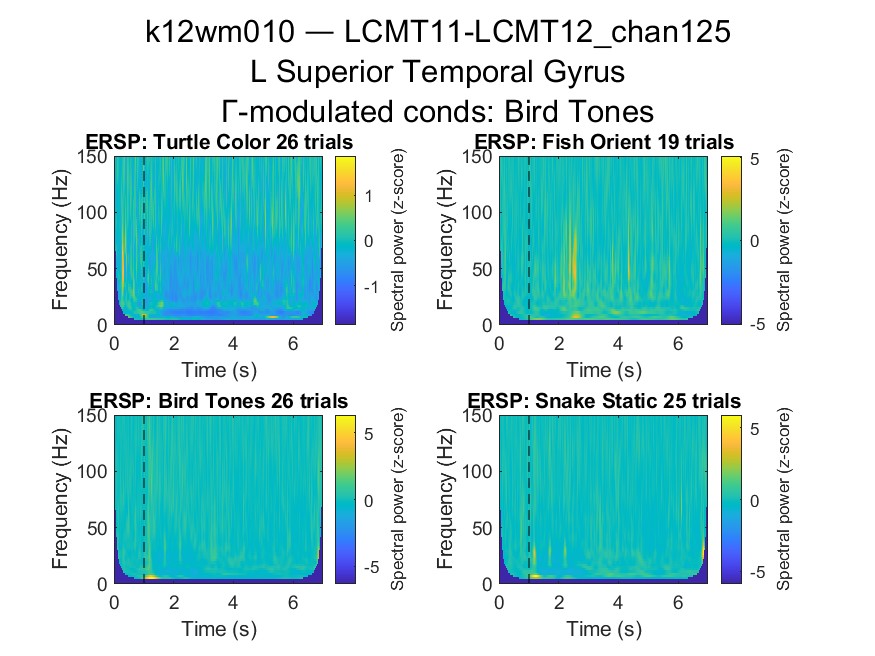 k12wm010 — LCMT11-LCMT12_chan125
L Superior Temporal Gyrus
Γ-modulated conds: Bird Tones
ERSP: Turtle Color 26 trials
150
100
50
0
Frequency (Hz)
0 2 4 6
Time (s)
1
0
-1
Spectral power (z-score)
ERSP: Fish Orient 19 trials
150
100
50
0
Frequency (Hz)
0 2 4 6
Time (s)
5
0
-5
Spectral power (z-score)
ERSP: Bird Tones 26 trials
150
100
50
0
Frequency (Hz)
0 2 4 6
Time (s)
5
0
-5
Spectral power (z-score)
ERSP: Snake Static 25 trials
150
100
50
0
Frequency (Hz)
0 2 4 6
Time (s)
5
0
-5
Spectral power (z-score)